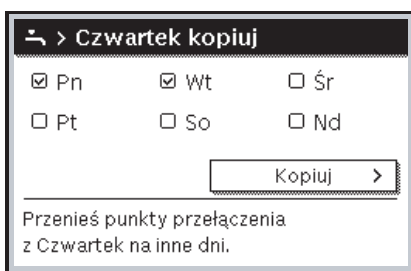 > Czwartek kopiuj
Pn Wt Śr
Pt So Nd
Kopiuj >
Przenieś punkty przełączenia
z Czwartek na inne dni.